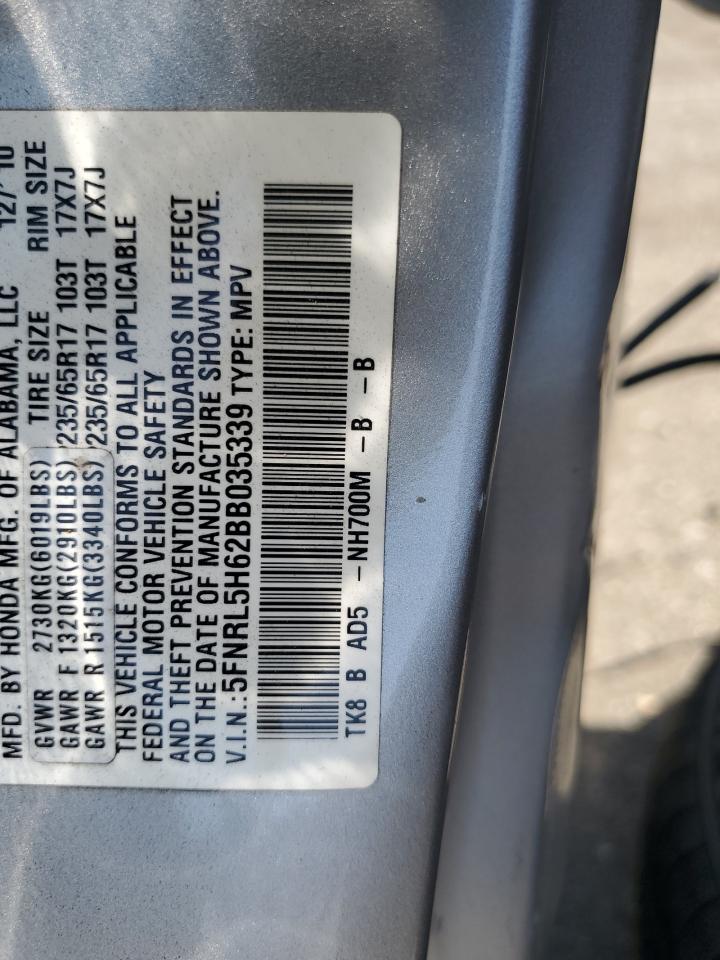 MFD. BY HONDA MFG. OF ALABAMA, LLC 12/ 10
GVWR 2730KG(6019LBS) TIRE SIZE RIM SIZE
GAWR F 1320KG(2910LBS) 235/65R17 103T 17X7J
GAWR R 1515KG(3340LBS) 235/65R17 103T 17X7J
THIS VEHICLE CONFORMS TO ALL APPLICABLE
FEDERAL MOTOR VEHICLE SAFETY
AND THEFT PREVENTION STANDARDS IN EFFECT
ON THE DATE OF MANUFACTURE SHOWN ABOVE.
V.I.N.: 5FNRL5H62BB035339 TYPE: MPV
TK8 B AD5 -NH700M -B -B